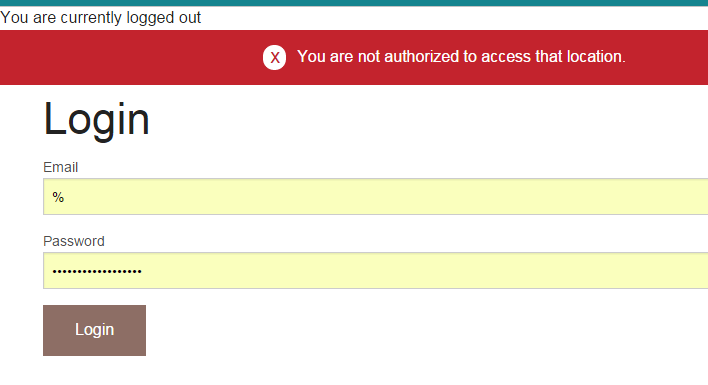 You are currently logged out
X You are not authorized to access that location.
Login
Email
%
Password
••••••••••••••••••
Login